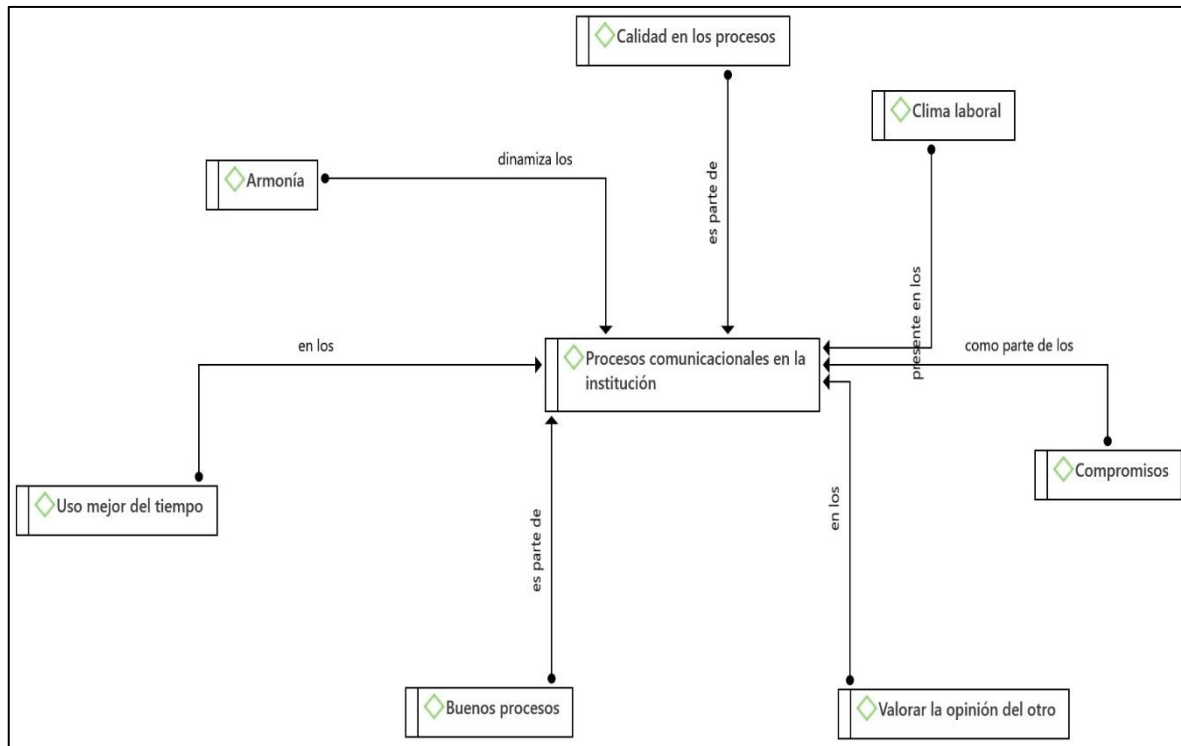 Calidad en los procesos
Clima laboral
dinamiza los
Armonía
es parte de
presente en los
en los
Procesos comunicacionales en la
institución
como parte de los
Compromisos
Uso mejor del tiempo
es parte de
en los
Buenos procesos
Valorar la opinión del otro